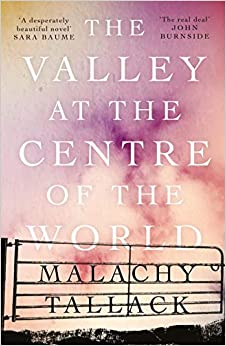 THE
'A desperately
beautiful novel'
SARA BAUME
'The real deal'
JOHN
BURNSIDE
VALLEY
AT THE
CENTRE
OF THE
WORLD
MALACHY
TALLACK